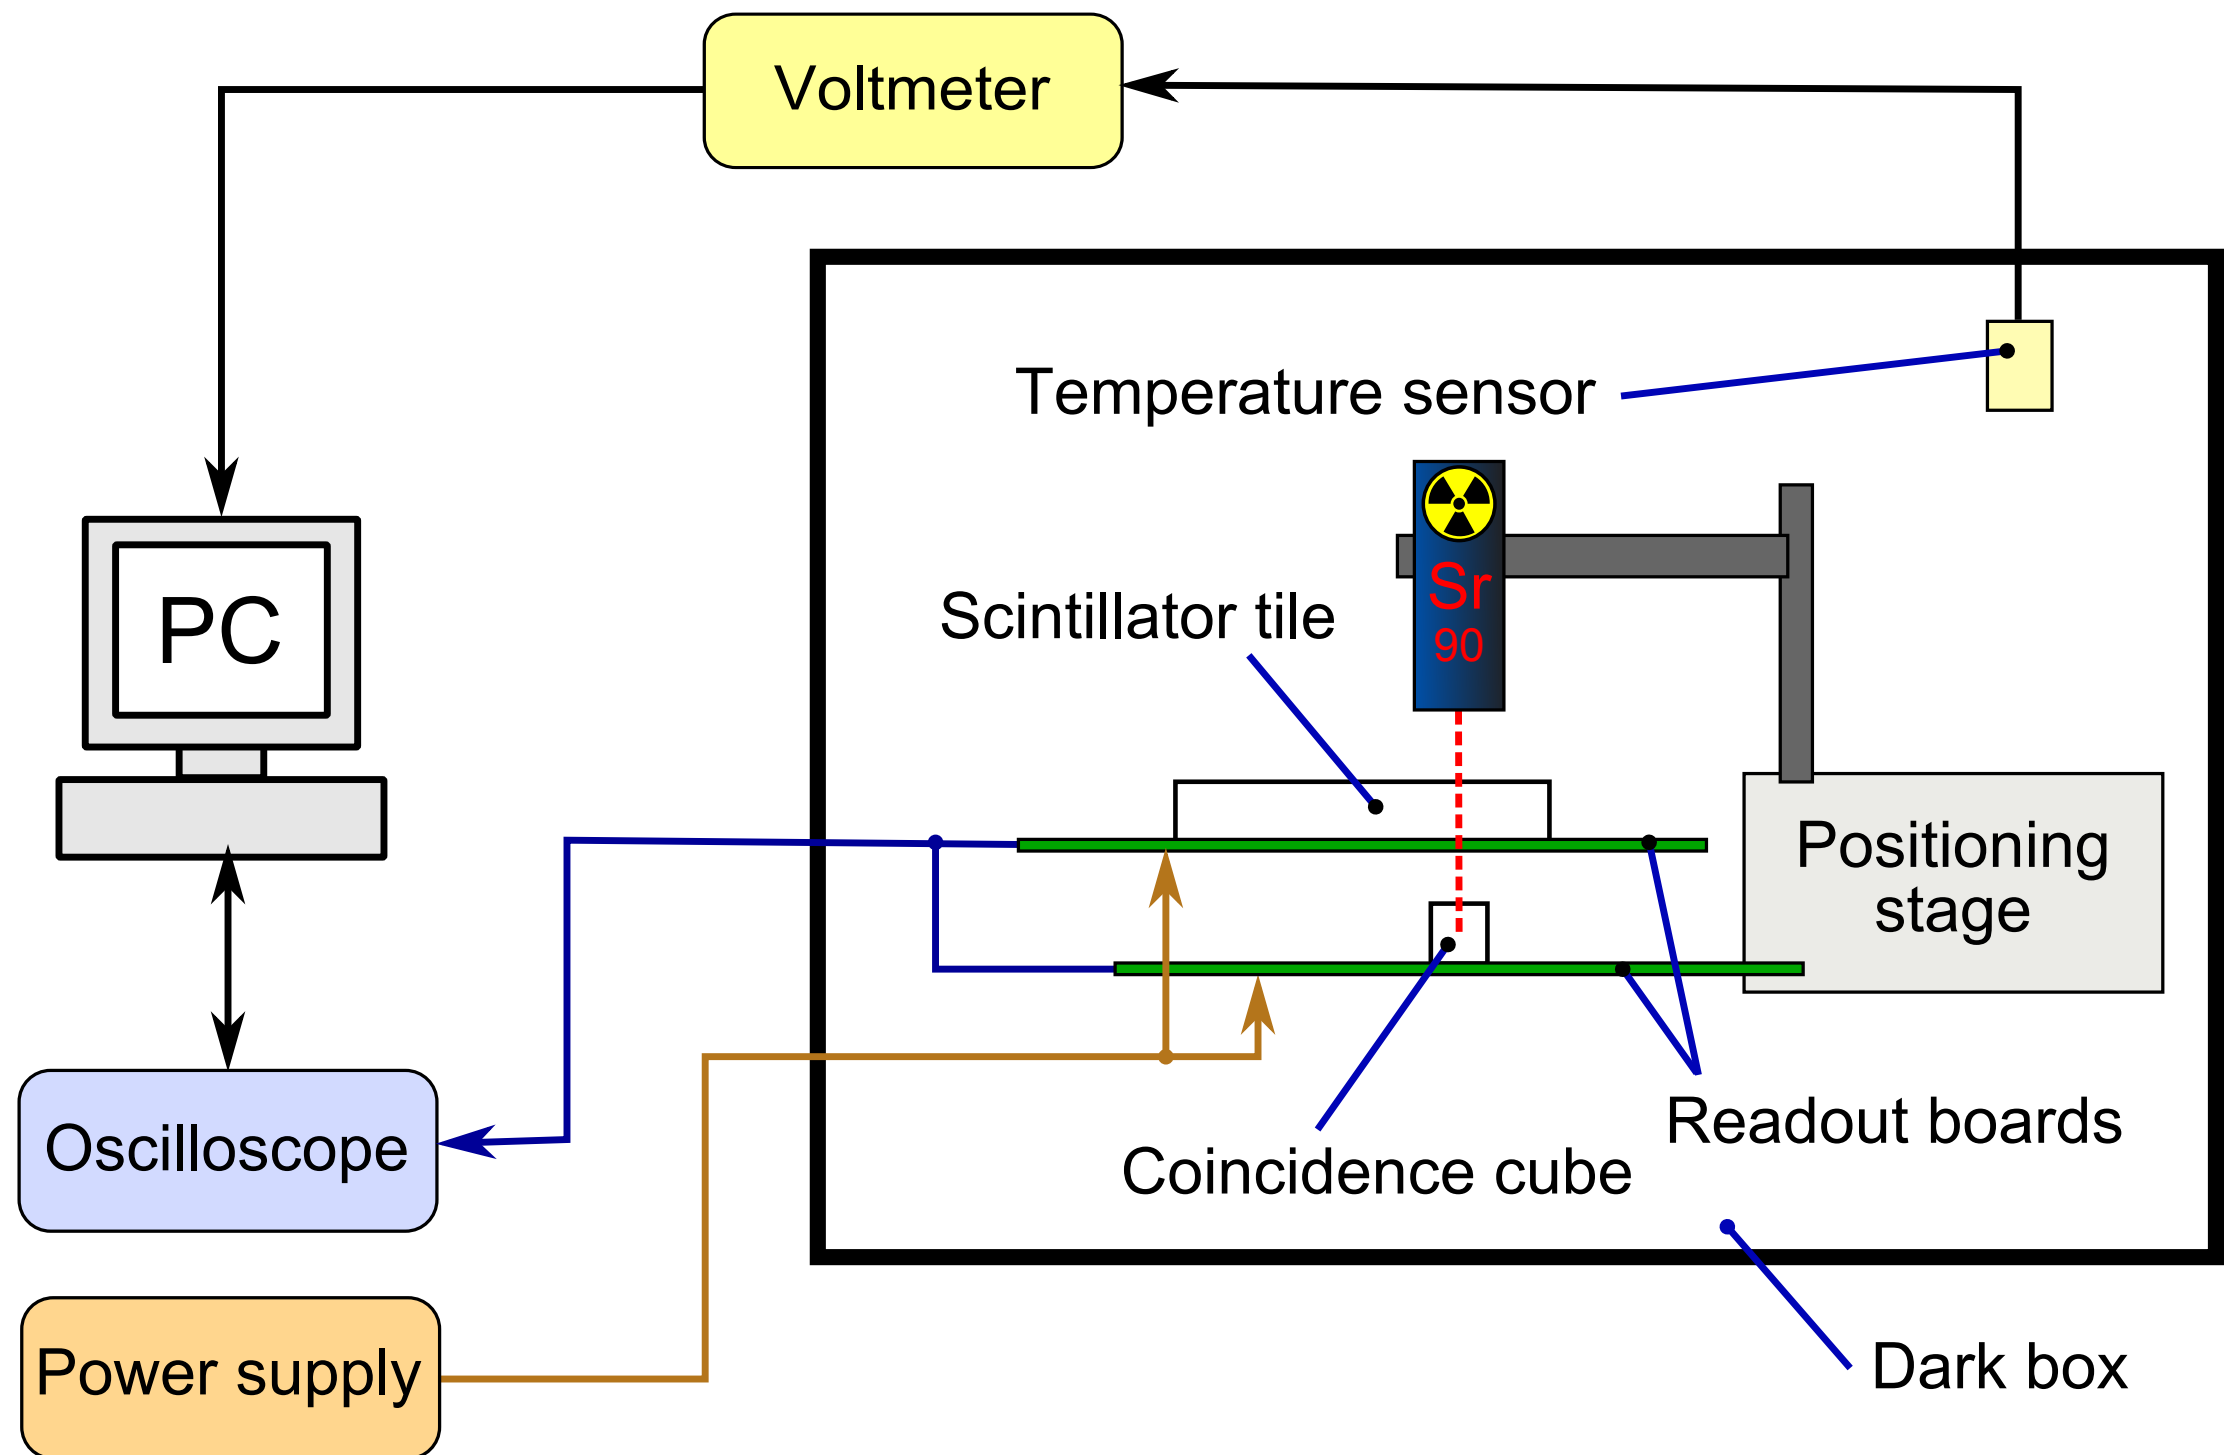 Voltmeter
Temperature sensor
PC
Sr
90
Scintillator tile
Positioning
stage
Readout boards
Oscilloscope
Coincidence cube
Power supply
Dark box